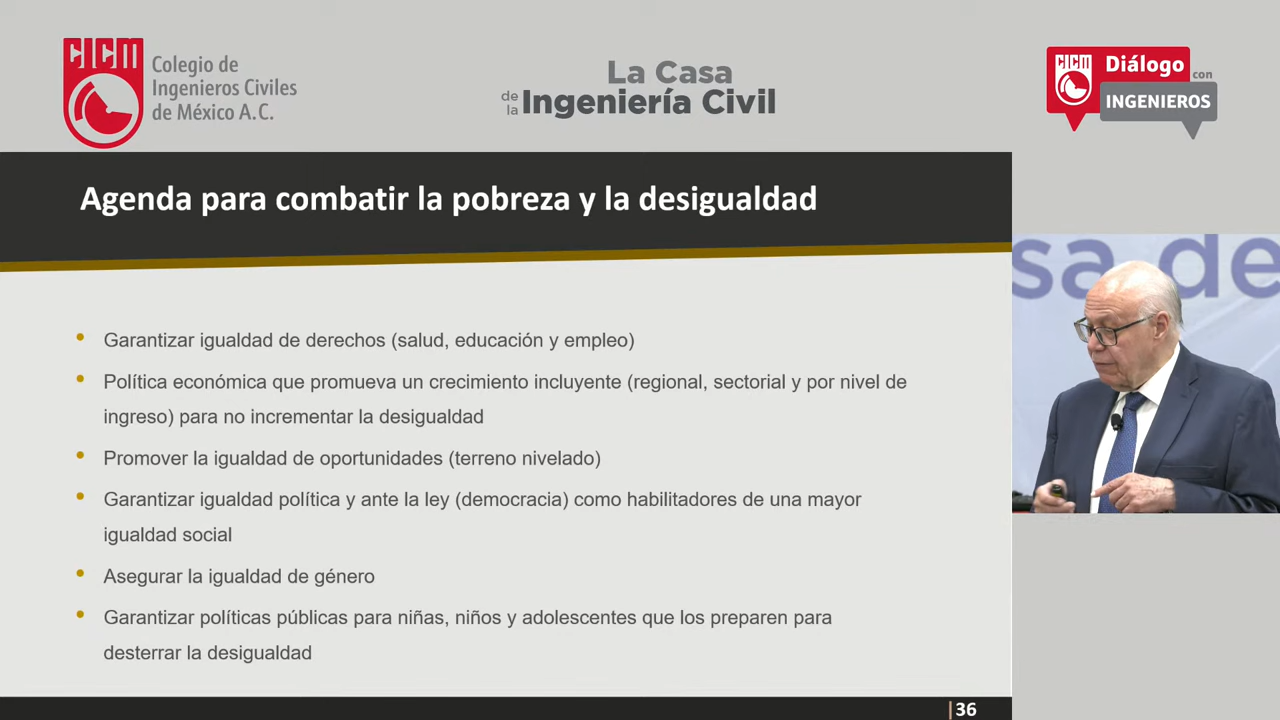 CICM
Colegio de
Ingenieros Civiles
de México A.C.
La Casa
de la Ingeniería Civil
CICM
Diálogo
con
INGENIEROS
Agenda para combatir la pobreza y la desigualdad
sa de
• Garantizar igualdad de derechos (salud, educación y empleo)
• Política económica que promueva un crecimiento incluyente (regional, sectorial y por nivel de
ingreso) para no incrementar la desigualdad
• Promover la igualdad de oportunidades (terreno nivelado)
• Garantizar igualdad política y ante la ley (democracia) como habilitadores de una mayor
igualdad social
• Asegurar la igualdad de género
• Garantizar políticas públicas para niñas, niños y adolescentes que los preparen para
desterrar la desigualdad
|36